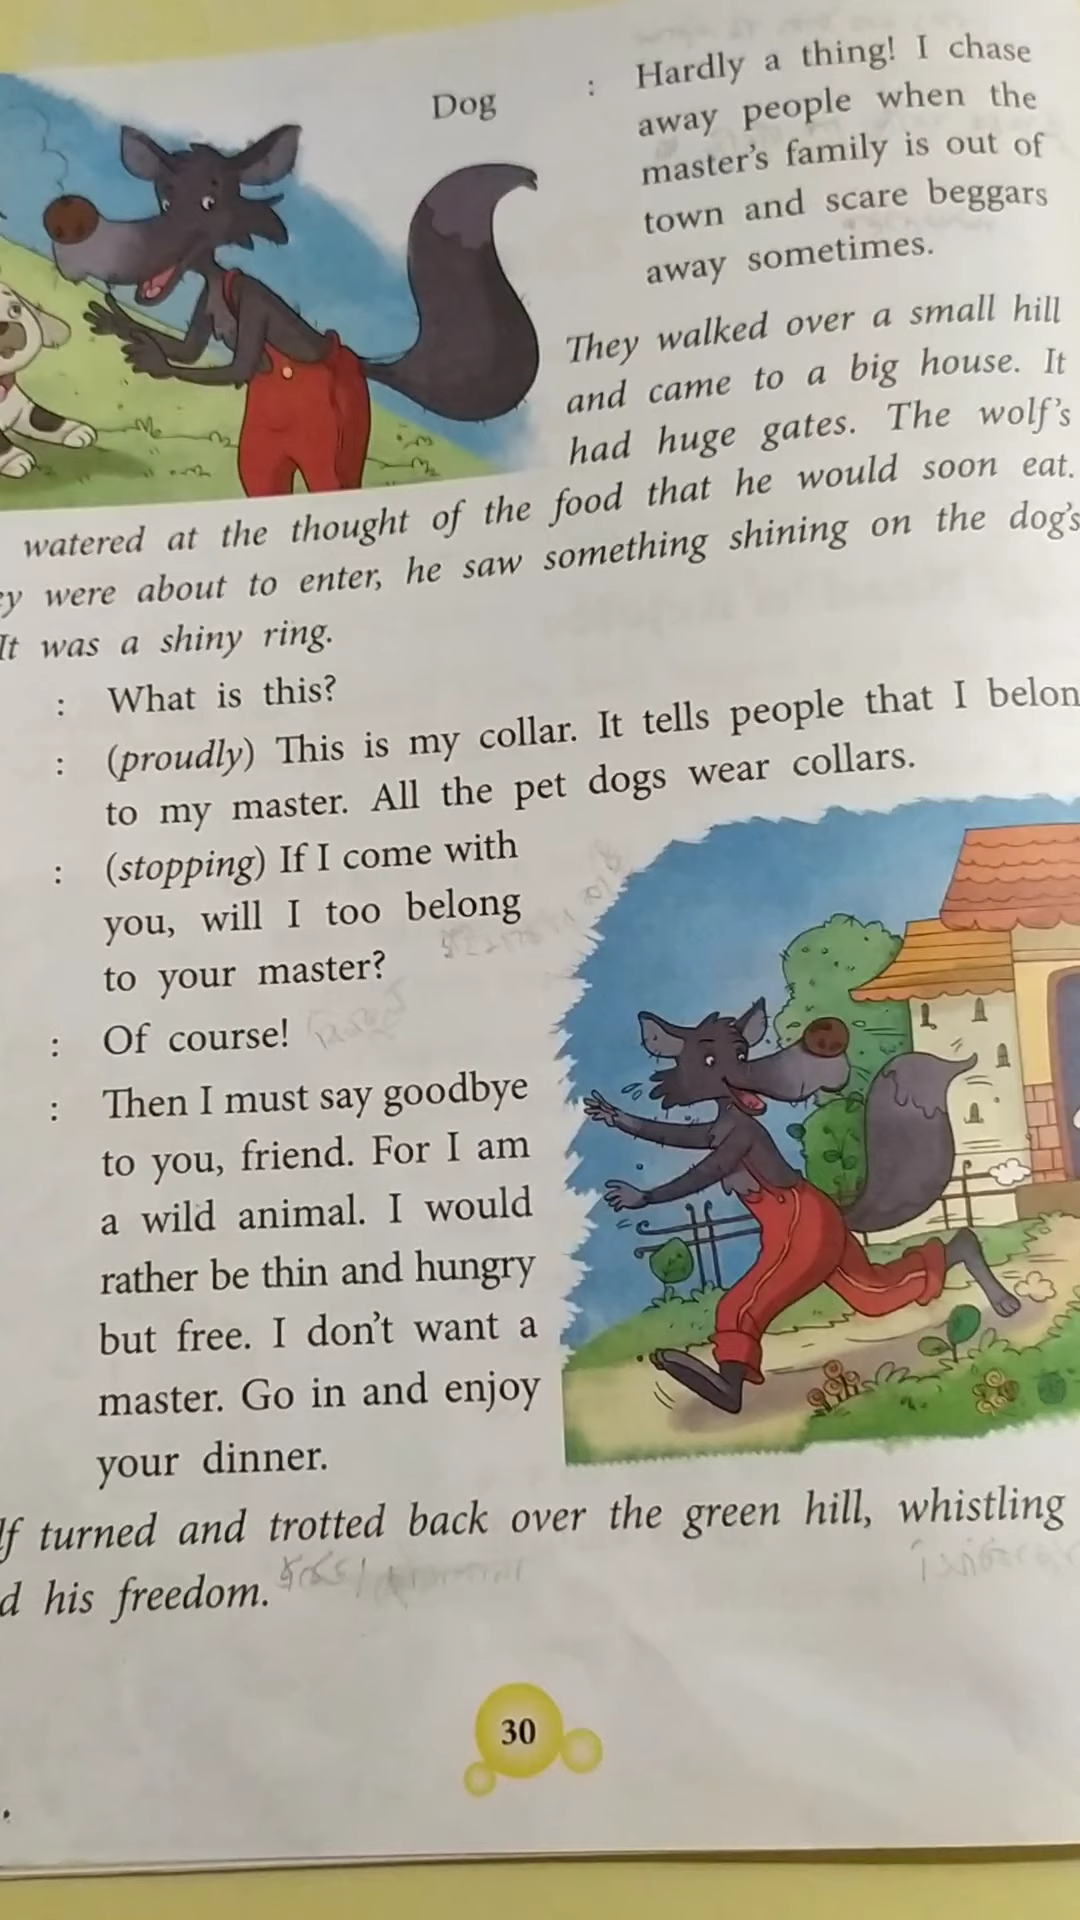 Dog : Hardly a thing! I chase
away people when the
master's family is out of
town and scare beggars
away sometimes.
They walked over a small hill
and came to a big house. It
had huge gates. The wolf's
watered at the thought of the food that he would soon eat.
were about to enter, he saw something shining on the dog's
It was a shiny ring.
: What is this?
: (proudly) This is my collar. It tells people that I belon
to my master. All the pet dogs wear collars.
: (stopping) If I come with
you, will I too belong
to your master?
: Of course!
: Then I must say goodbye
to you, friend. For I am
a wild animal. I would
rather be thin and hungry
but free. I don't want a
master. Go in and enjoy
your dinner.
turned and trotted back over the green hill, whistling
his freedom.
30